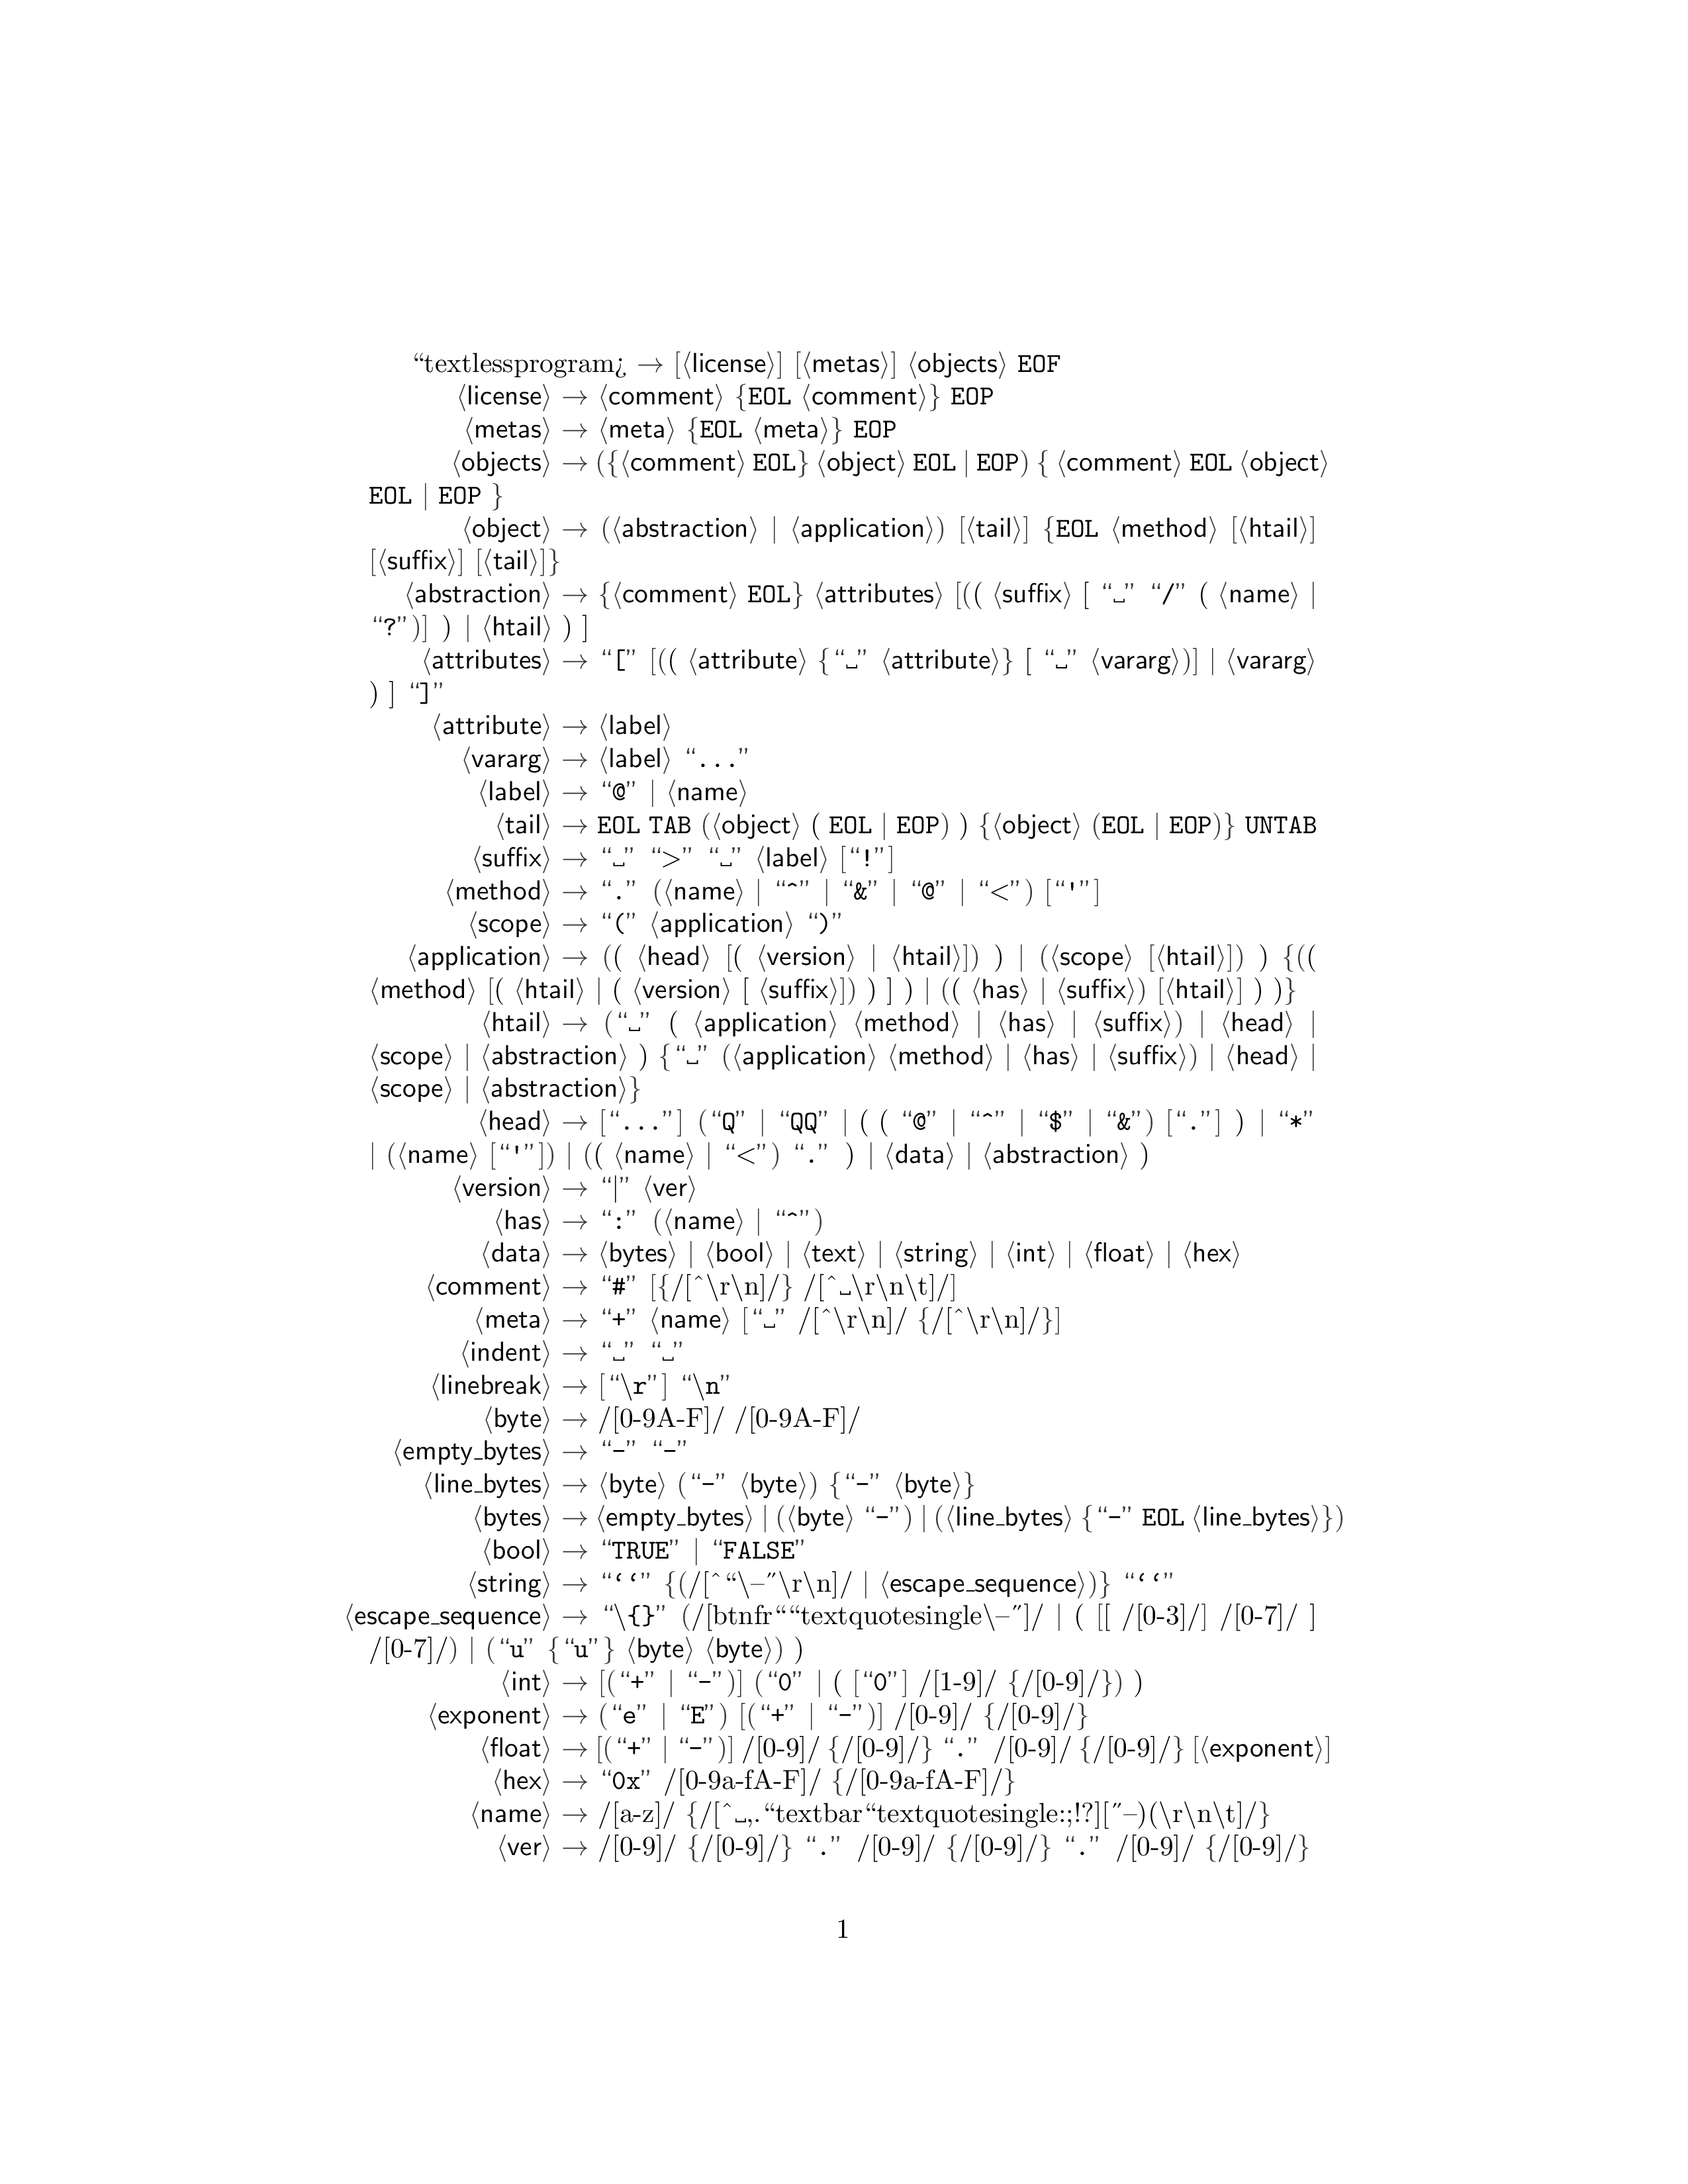 “textlessprogram¿ → [⟨license⟩] [⟨metas⟩] ⟨objects⟩ EOF
⟨license⟩ → ⟨comment⟩ {EOL ⟨comment⟩} EOP
⟨metas⟩ → ⟨meta⟩ {EOL ⟨meta⟩} EOP
⟨objects⟩ → ({⟨comment⟩ EOL} ⟨object⟩ EOL | EOP) { ⟨comment⟩ EOL ⟨object⟩
EOL | EOP }
⟨object⟩ → (⟨abstraction⟩ | ⟨application⟩) [⟨tail⟩] {EOL ⟨method⟩ [⟨htail⟩]
[⟨suffix⟩] [⟨tail⟩]}
⟨abstraction⟩ → {⟨comment⟩ EOL} ⟨attributes⟩ [(( ⟨suffix⟩ [ “␣” “/” ( ⟨name⟩ |
“?”)] ) | ⟨htail⟩ ) ]
⟨attributes⟩ → “[” [(( ⟨attribute⟩ {“␣” ⟨attribute⟩} [ “␣” ⟨vararg⟩)] | ⟨vararg⟩
) ] “]”
⟨attribute⟩ → ⟨label⟩
⟨vararg⟩ → ⟨label⟩ “...”
⟨label⟩ → “@” | ⟨name⟩
⟨tail⟩ → EOL TAB (⟨object⟩ ( EOL | EOP) ) {⟨object⟩ (EOL | EOP)} UNTAB
⟨suffix⟩ → “␣” “>” “␣” ⟨label⟩ [“!”]
⟨method⟩ → “.” (⟨name⟩ | “^” | “&” | “@” | “<”) [“'”]
⟨scope⟩ → “(” ⟨application⟩ “)”
⟨application⟩ → (( ⟨head⟩ [( ⟨version⟩ | ⟨htail⟩]) ) | (⟨scope⟩ [⟨htail⟩]) ) {((
⟨method⟩ [( ⟨htail⟩ | ( ⟨version⟩ [ ⟨suffix⟩]) ) ] ) | (( ⟨has⟩ | ⟨suffix⟩) [⟨htail⟩] ) )}
⟨htail⟩ → (“␣” ( ⟨application⟩ ⟨method⟩ | ⟨has⟩ | ⟨suffix⟩) | ⟨head⟩ |
⟨scope⟩ | ⟨abstraction⟩ ) {“␣” (⟨application⟩ ⟨method⟩ | ⟨has⟩ | ⟨suffix⟩) | ⟨head⟩ |
⟨scope⟩ | ⟨abstraction⟩}
⟨head⟩ → [“...”] (“Q” | “QQ” | ( ( “@” | “^” | “$” | “&”) [“.”] ) | “*”
| (⟨name⟩ [“'”]) | (( ⟨name⟩ | “<”) “.” ) | ⟨data⟩ | ⟨abstraction⟩ )
⟨version⟩ → “|” ⟨ver⟩
⟨has⟩ → “:” (⟨name⟩ | “^”)
⟨data⟩ → ⟨bytes⟩ | ⟨bool⟩ | ⟨text⟩ | ⟨string⟩ | ⟨int⟩ | ⟨float⟩ | ⟨hex⟩
⟨comment⟩ → “#” [{/[ˆ\r\n]/} /[ˆ␣\r\n\t]/]
⟨meta⟩ → “+” ⟨name⟩ [“␣” /[ˆ\r\n]/ {/[ˆ\r\n]/}]
⟨indent⟩ → “␣” “␣”
⟨linebreak⟩ → [“\r”] “\n”
⟨byte⟩ → /[0-9A-F]/ /[0-9A-F]/
⟨empty_bytes⟩ → “-” “-”
⟨line_bytes⟩ → ⟨byte⟩ (“-” ⟨byte⟩) {“-” ⟨byte⟩}
⟨bytes⟩ → ⟨empty_bytes⟩ | (⟨byte⟩ “-”) | (⟨line_bytes⟩ {“-” EOL ⟨line_bytes⟩})
⟨bool⟩ → “TRUE” | “FALSE”
⟨string⟩ → “‘‘” {(/[ˆ“\–˝\r\n]/ | ⟨escape_sequence⟩)} “‘‘”
⟨escape_sequence⟩ → “\{}” (/[btnfr““textquotesingle\–˝]/ | ( [[ /[0-3]/] /[0-7]/ ]
/[0-7]/) | (“u” {“u”} ⟨byte⟩ ⟨byte⟩) )
⟨int⟩ → [(“+” | “-”)] (“0” | ( [“0”] /[1-9]/ {/[0-9]/}) )
⟨exponent⟩ → (“e” | “E”) [(“+” | “-”)] /[0-9]/ {/[0-9]/}
⟨float⟩ → [(“+” | “-”)] /[0-9]/ {/[0-9]/} “.” /[0-9]/ {/[0-9]/} [⟨exponent⟩]
⟨hex⟩ → “0x” /[0-9a-fA-F]/ {/[0-9a-fA-F]/}
⟨name⟩ → /[a-z]/ {/[ˆ␣,.“textbar“textquotesingle:;!?][˝–)(\r\n\t]/}
⟨ver⟩ → /[0-9]/ {/[0-9]/} “.” /[0-9]/ {/[0-9]/} “.” /[0-9]/ {/[0-9]/}
1